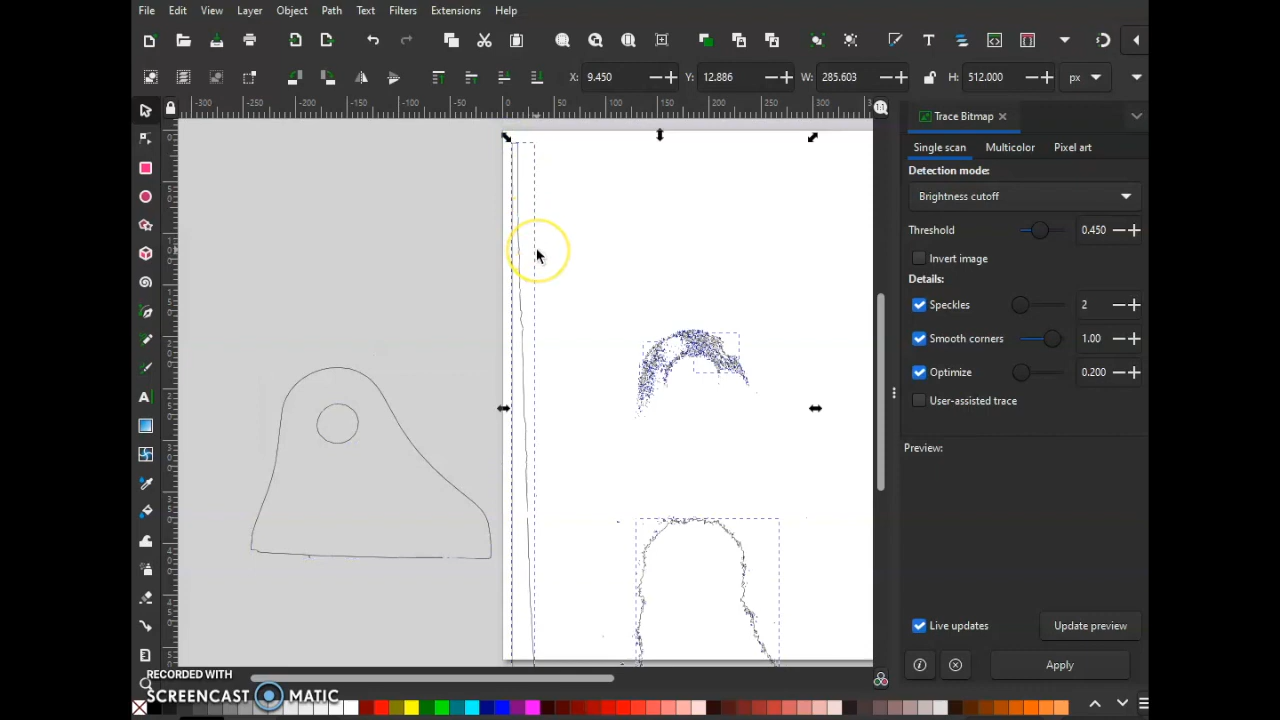 File Edit View Layer Object Path Text Filters Extensions Help
X: 9.450 Y: 12.886 W: 285.603 H: 512.000 px
-300 -250 -200 -150 -100 -50 0 50 100 150 200 250 300 350
Trace Bitmap
Single scan Multicolor Pixel art
Detection mode:
Brightness cutoff
Threshold 0.450
Invert image
Details:
Speckles 2
Smooth corners 1.00
Optimize 0.200
User-assisted trace
Preview:
Live updates Update preview
Apply
RECORDED WITH
SCREENCAST MATIC